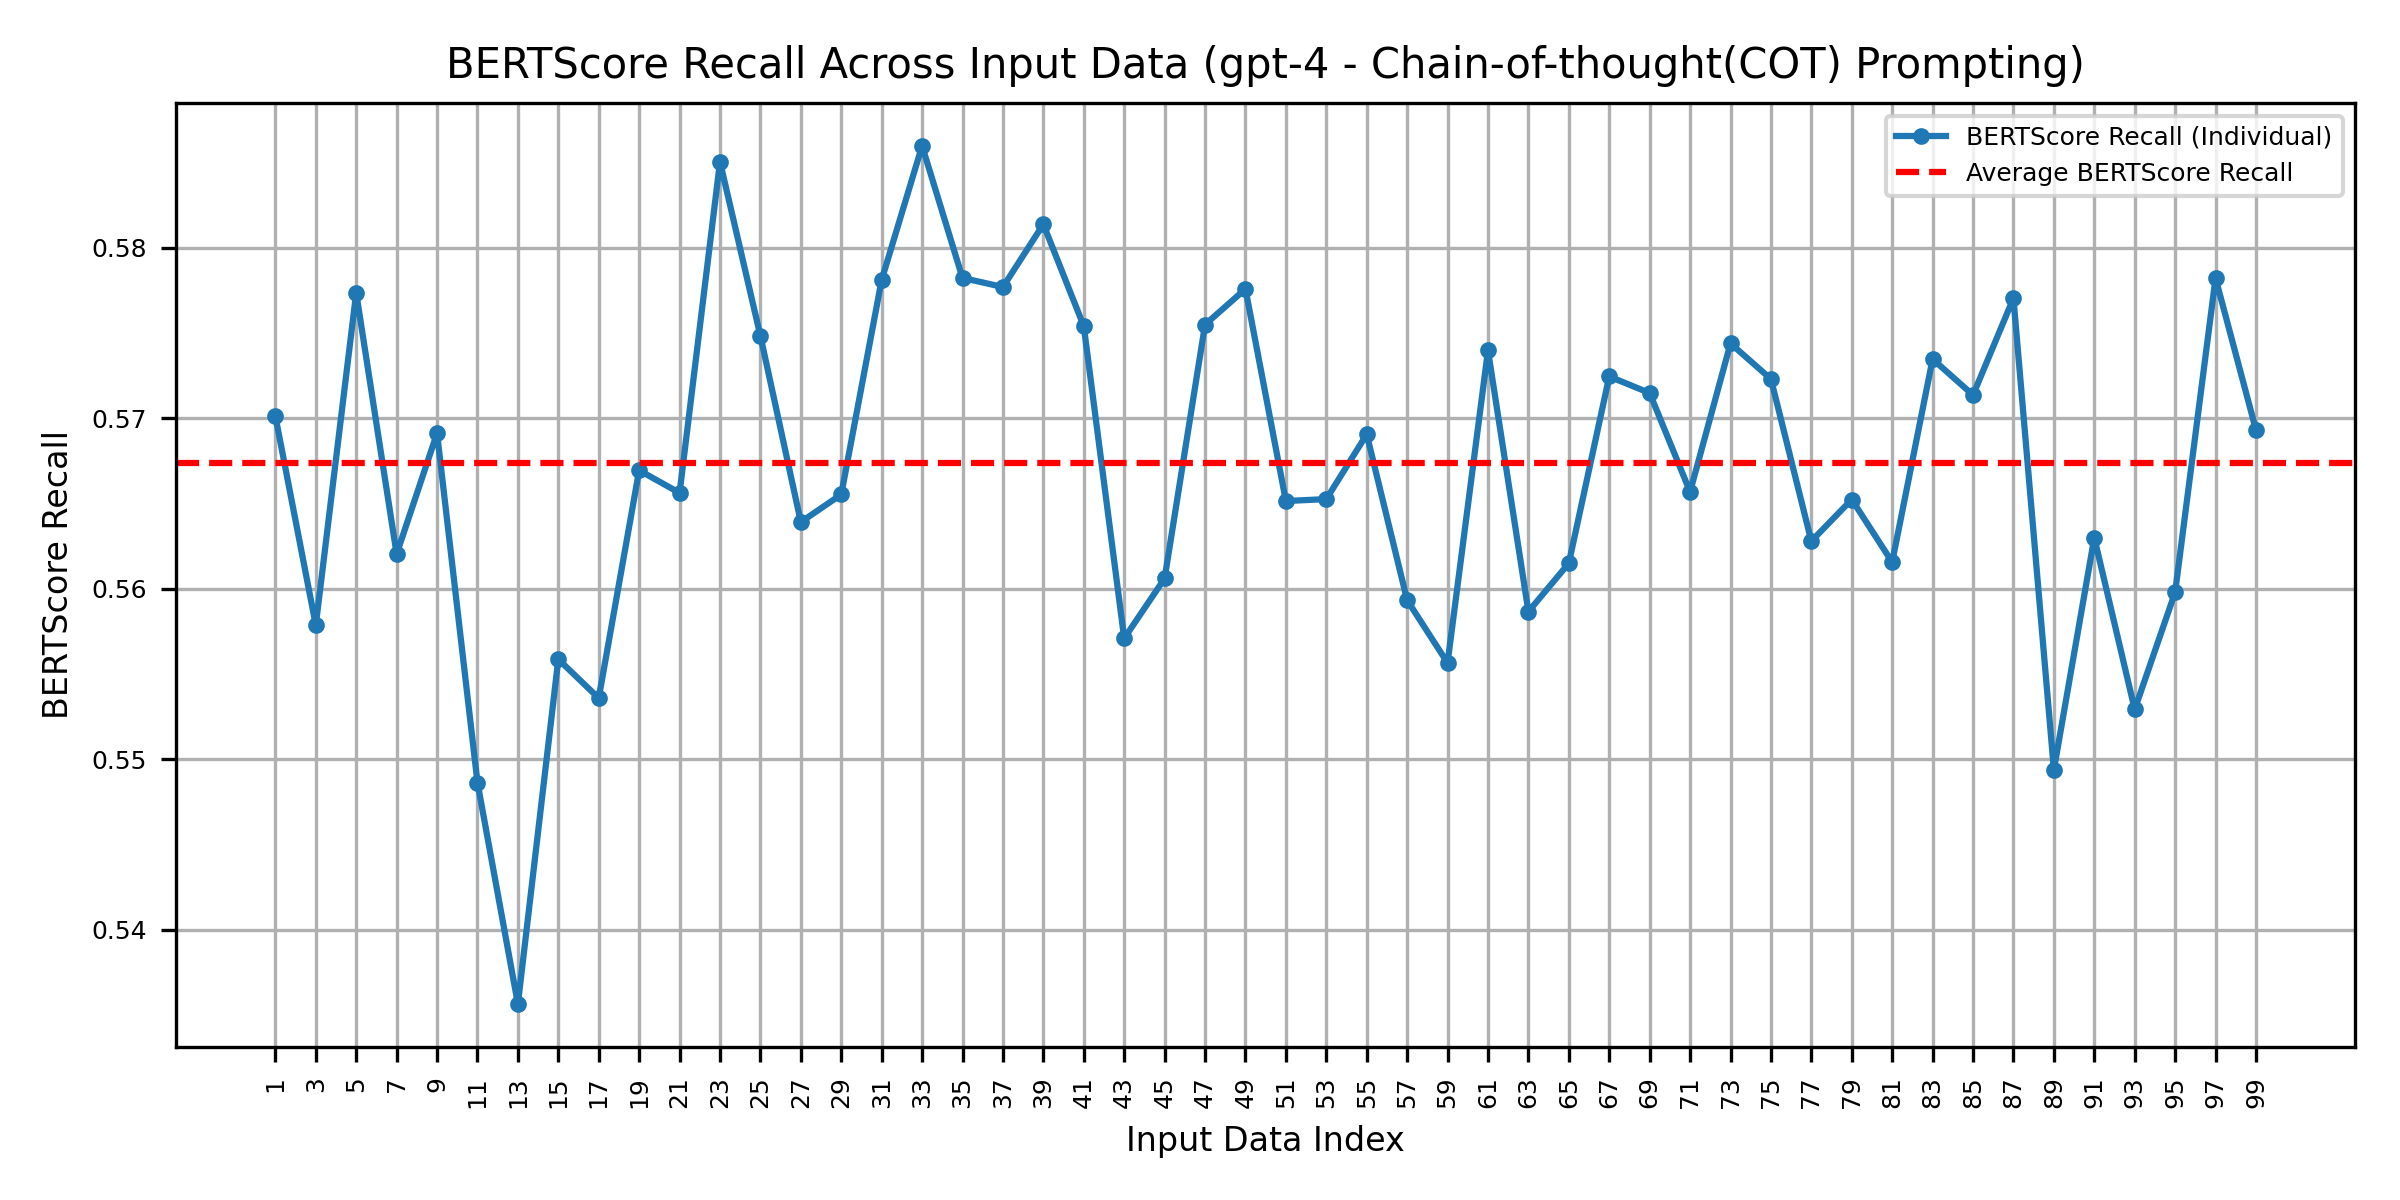 BERTScore Recall Across Input Data (gpt-4 - Chain-of-thought(COT) Prompting)
BERTScore Recall (Individual)
Average BERTScore Recall
BERTScore Recall
0.58
0.57
0.56
0.55
0.54
1 3 5 7 9 11 13 15 17 19 21 23 25 27 29 31 33 35 37 39 41 43 45 47 49 51 53 55 57 59 61 63 65 67 69 71 73 75 77 79 81 83 85 87 89 91 93 95 97 99
Input Data Index